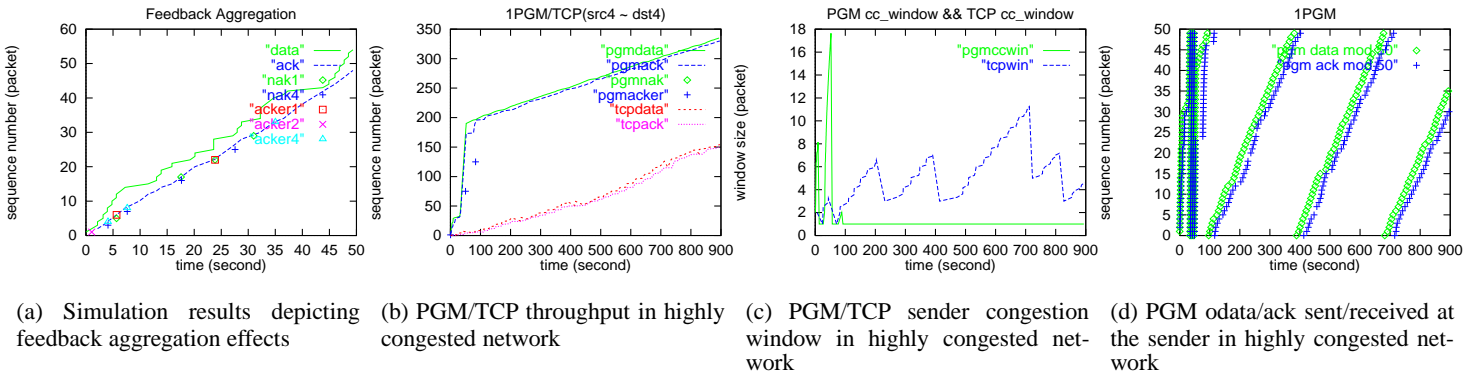 Feedback Aggregation
sequence number (packet)
60
50
40
30
20
10
0
"data"
"ack"
"nak1"
"nak4"
"acker1"
"acker2"
"acker4"
0 5 10 15 20 25 30 35 40 45 50
time (second)
(a) Simulation results depicting
feedback aggregation effects
1PGM/TCP(src4 ~ dst4)
sequence number (packet)
350
300
250
200
150
100
50
0
"pgmdata"
"pgmack"
"pgmnak"
"pgmacker"
"tcpdata"
"tcpack"
0 100 200 300 400 500 600 700 800 900
time (second)
(b) PGM/TCP throughput in highly
congested network
PGM cc_window && TCP cc_window
window size (packet)
18
16
14
12
10
8
6
4
2
0
"pgmccwin"
"tcpwin"
0 100 200 300 400 500 600 700 800 900
time (second)
(c) PGM/TCP sender congestion
window in highly congested net-
work
1PGM
sequence number (packet)
50
45
40
35
30
25
20
15
10
5
0
"pgm data mod 50"
"pgm ack mod 50"
0 100 200 300 400 500 600 700 800 900
time (second)
(d) PGM odata/ack sent/received at
the sender in highly congested net-
work